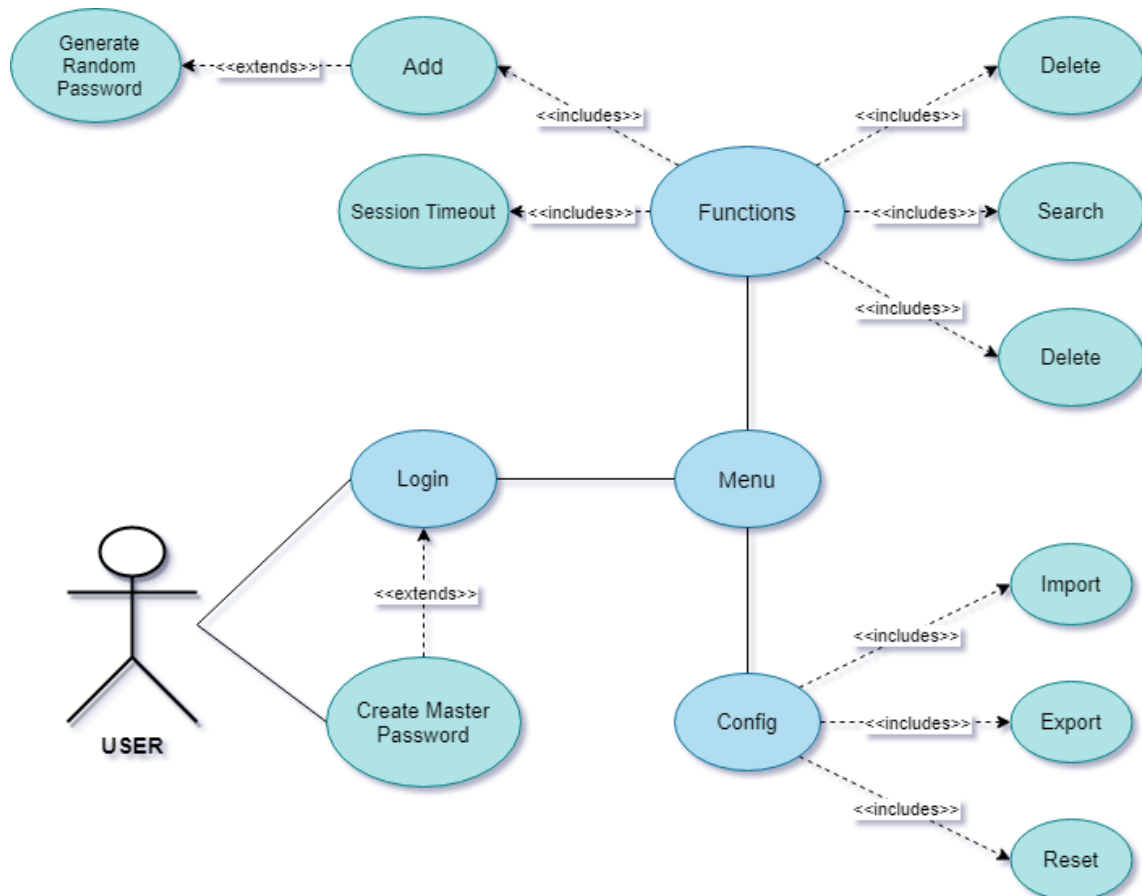 Generate
Random
Password
<<extends>>
Add
Delete
<<includes>>
<<includes>>
Session Timeout
<<includes>>
Functions
<<includes>>
Search
<<includes>>
Delete
Login
Menu
<<extends>>
Import
<<includes>>
Create Master
Password
Config
<<includes>>
Export
USER
<<includes>>
Reset